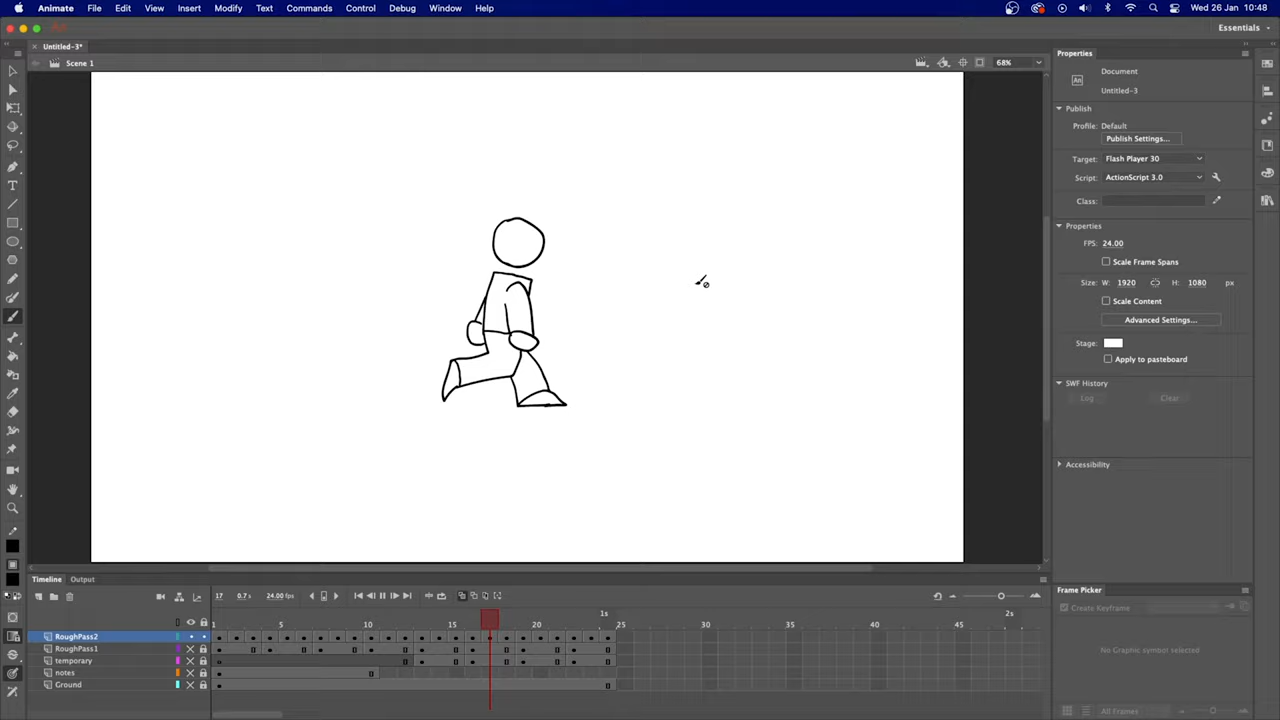 Animate File Edit View Insert Modify Text Commands Control Debug Window Help Wed 26 Jan 10:48
Essentials
Untitled-3*
Scene 1
68%
Properties
Document
Untitled-3
Publish
Profile: Default
Publish Settings...
Target: Flash Player 30
Script: ActionScript 3.0
Class:
Properties
FPS: 24.00
Scale Frame Spans
Size: W: 1920 H: 1080 px
Scale Content
Advanced Settings...
Stage:
Apply to pasteboard
SWF History
Log Clear
Accessibility
Timeline Output
17 0.7 s 24.00 fps
1s 2s
1 5 10 15 20 25 30 35 40 45 50
RoughPass2
RoughPass1
temporary
notes
Ground
Frame Picker
Create Keyframe
No Graphic symbol selected
All Frames